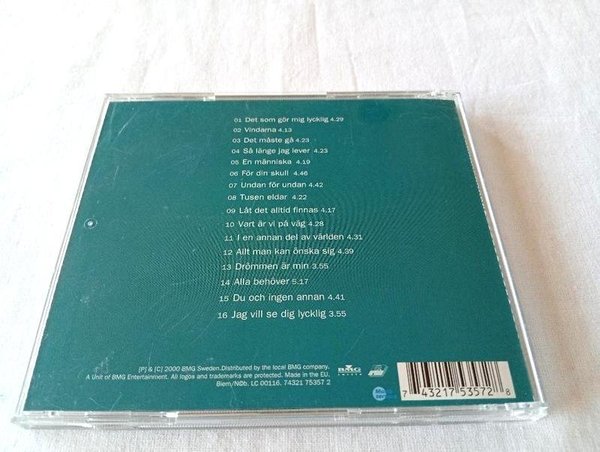 01 Det som gör mig lycklig 4.29
02 Vindarna 4.13
03 Det måste gå 4.23
04 Så länge jag lever 4.23
05 En människa 4.19
06 För din skull 4.46
07 Undan för undan 4.42
08 Tusen eldar 4.22
09 Låt det alltid finnas 4.17
10 Vart är vi på väg 4.28
11 I en annan del av världen 4.31
12 Allt man kan önska sig 4.39
13 Drömmen är min 3.55
14 Alla behöver 5.17
15 Du och ingen annan 4.41
16 Jag vill se dig lycklig 3.55
[P] & [C] 2000 BMG Sweden.Distributed by the local BMG company.
A Unit of BMG Entertainment. All logos and trademarks are protected. Made in the EU.
Biem/N©b. LC 00116. 74321 75357 2
BMG
7 43217 53572 8